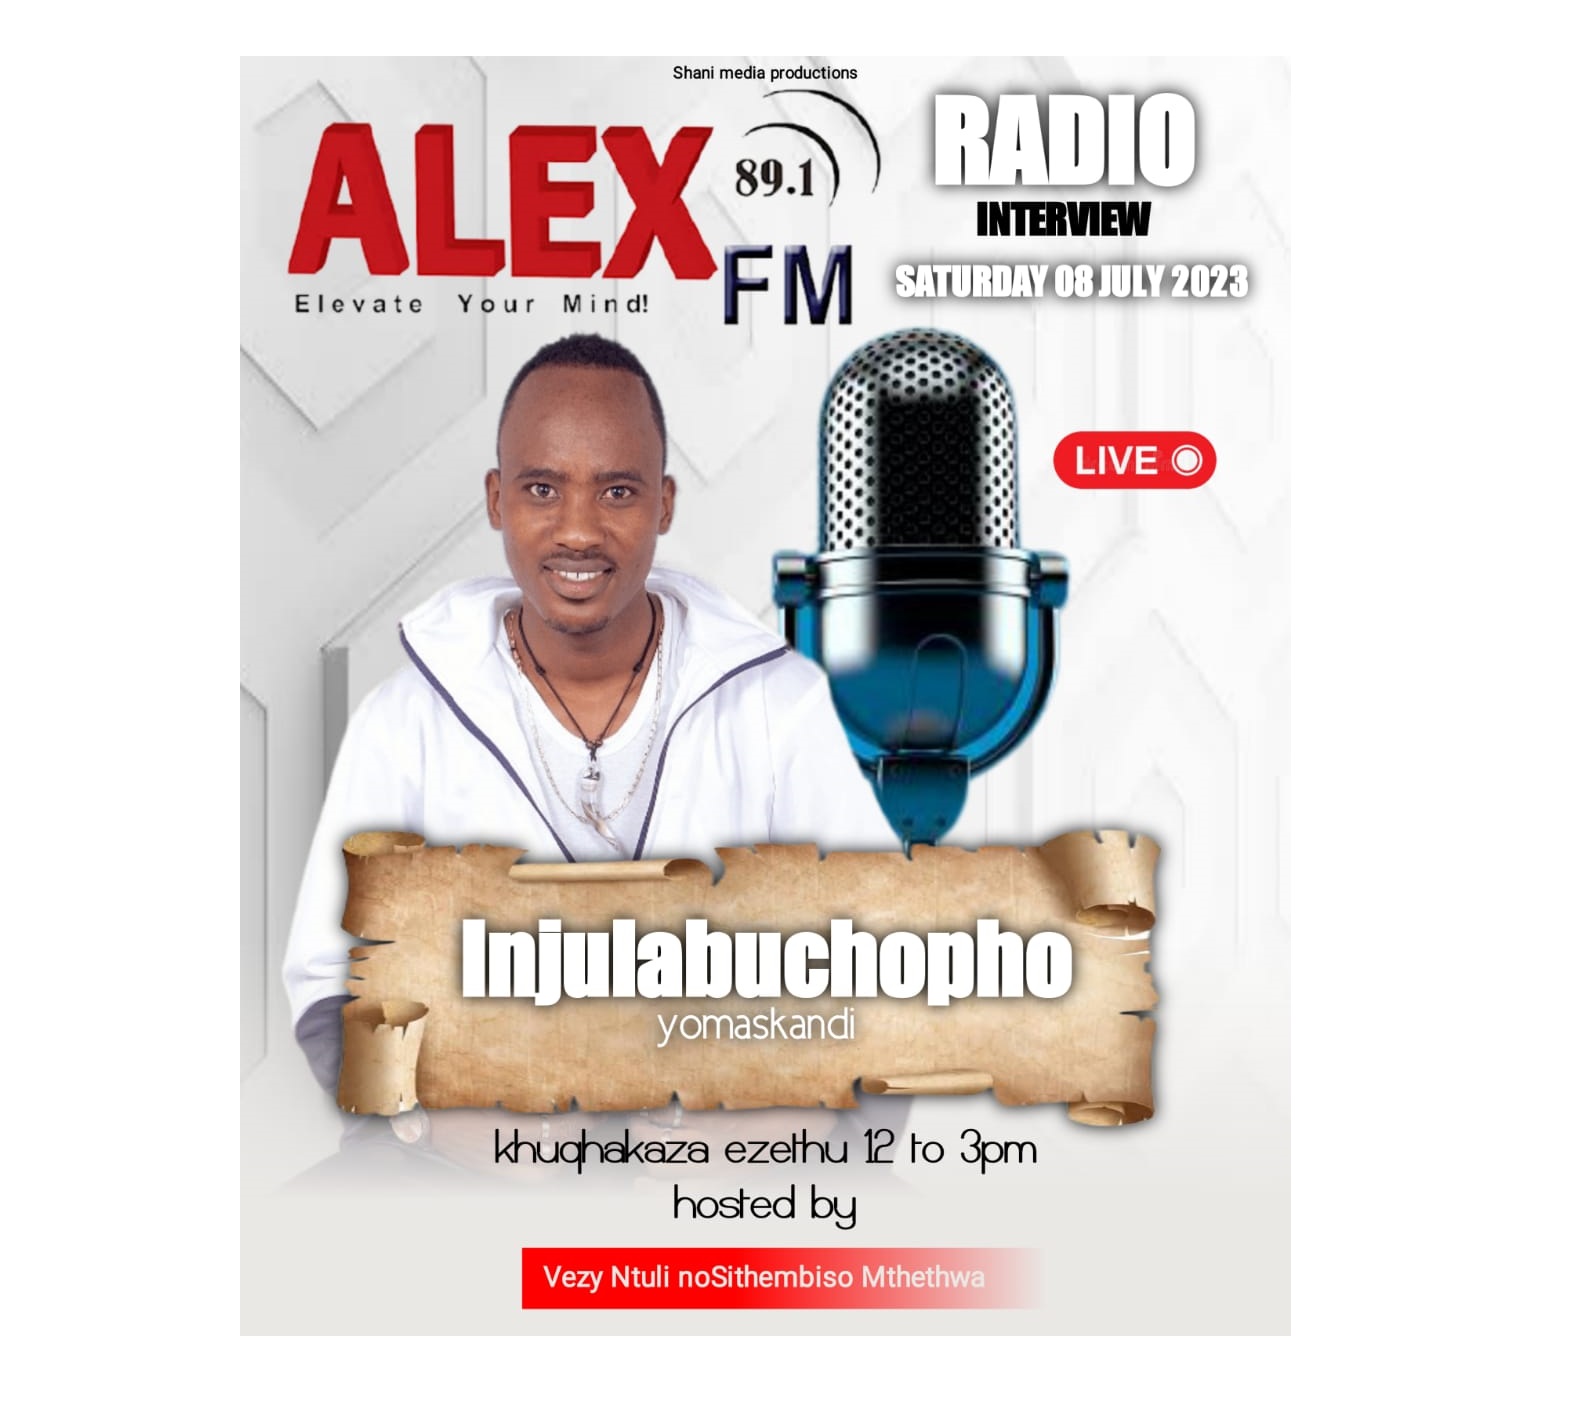 Shani media productions
ALEX
89.1
FM
Elevate Your Mind!
RADIO
INTERVIEW
SATURDAY 08 JULY 2023
LIVE
Injulabuchopho
yomaskandi
khuqhakaza ezethu 12 to 3pm
hosted by
Vezy Ntuli noSithembiso Mthethwa